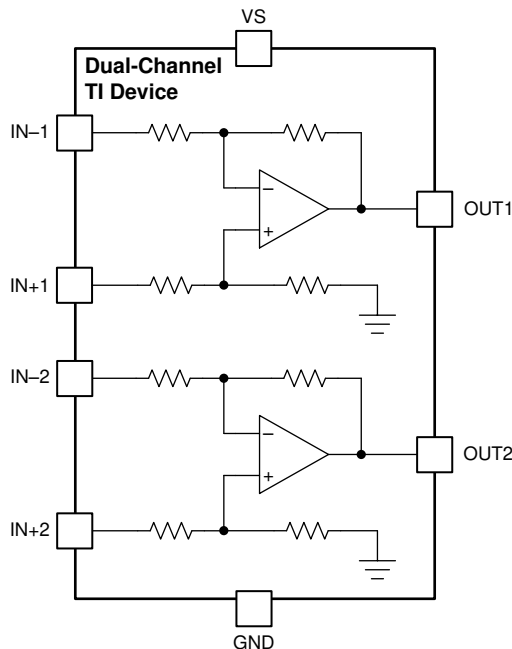 VS
Dual-Channel
TI Device
IN–1
−
OUT1
+
IN+1
IN–2
−
OUT2
+
IN+2
GND